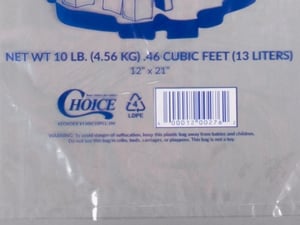 NET WT 10 LB. (4.56 KG) .46 CUBIC FEET (13 LITERS)
12" x 21"
CHOICE
4
LDPE
400012002
WARNING: To avoid danger of suffocation, keep this plastic bag away from babies and children.
Do not use this bag in cribs, beds, carriages, or playpens. This bag is not a toy.